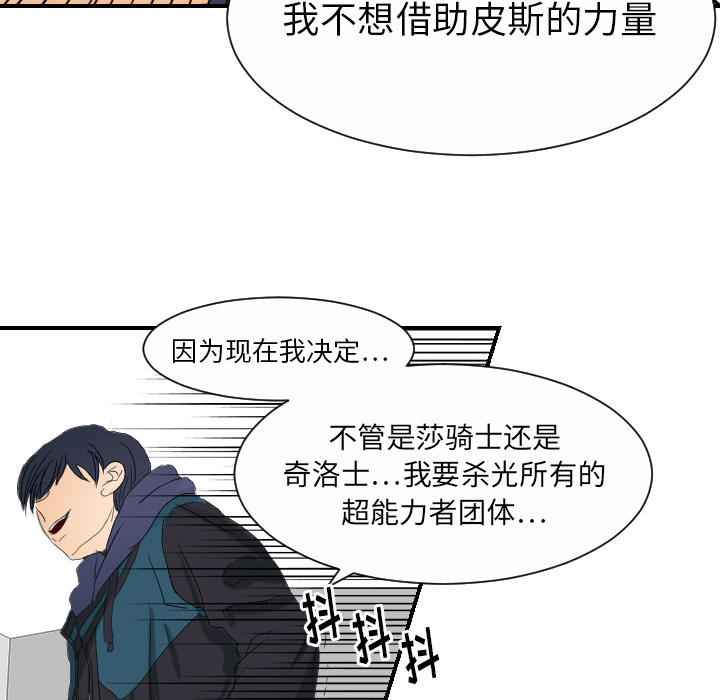 我不想借助皮斯的力量
因为现在我决定...
不管是莎骑士还是
奇洛士...我要杀光所有的
超能力者团体...
抖
抖
抖